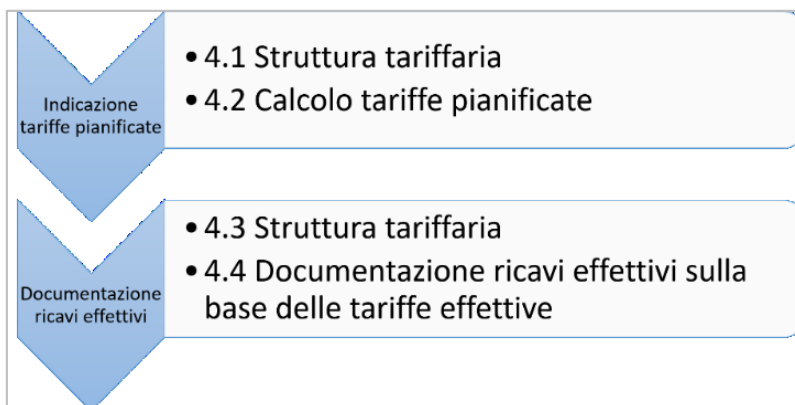 Indicazione
tariffe pianificate
• 4.1 Struttura tariffaria
• 4.2 Calcolo tariffe pianificate
Documentazione
ricavi effettivi
• 4.3 Struttura tariffaria
• 4.4 Documentazione ricavi effettivi sulla
base delle tariffe effettive